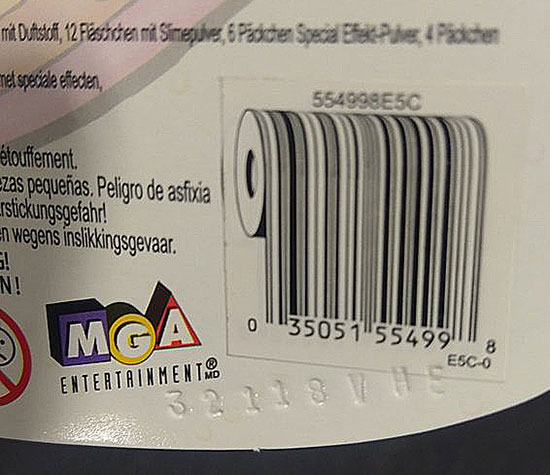 mit Duftstoff, 12 Fläschchen mit Slimepulver, 6 Päckchen Special Effekt-Pulver, 4 Päckchen
met speciale effecten,
étouffement.
ezas pequeñas. Peligro de asfixia
rstickungsgefahr!
n wegens inslikkingsgevaar.
G!
N!
554998E5C
0 35051 55499 8
E5C-0
MGA
ENTERTAINMENT®
MD
32118VHE